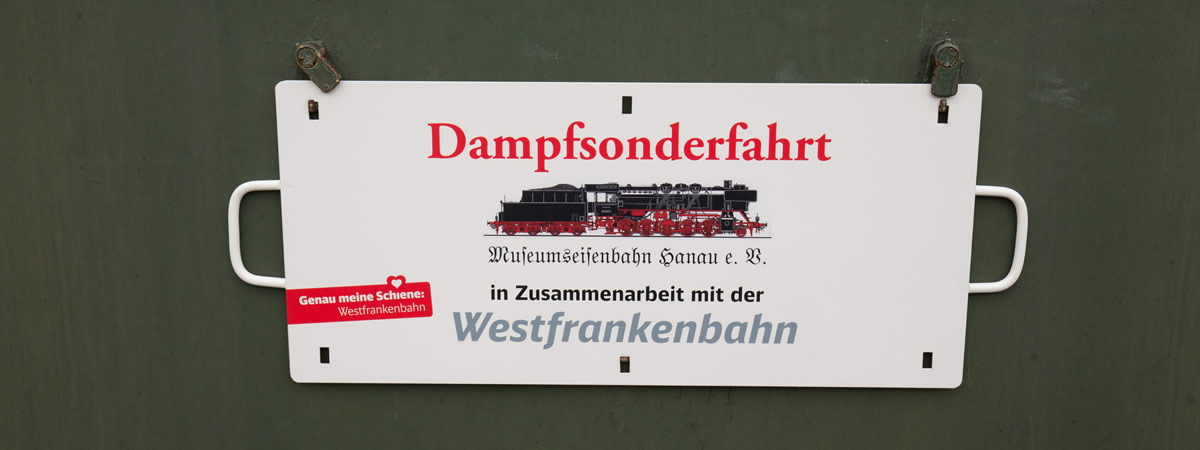 Dampfsonderfahrt
Museumseisenbahn Hanau e. V.
Genau meine Schiene:
Westfrankenbahn
in Zusammenarbeit mit der
Westfrankenbahn